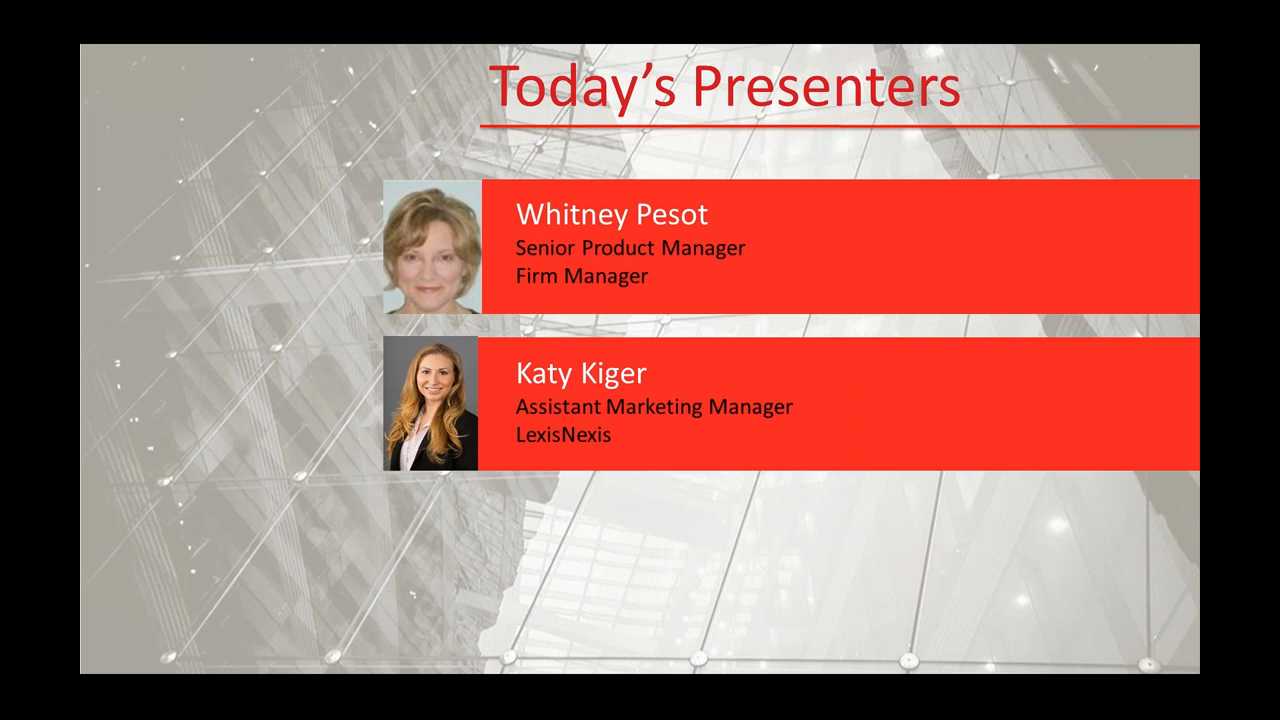 Today's Presenters
Whitney Pesot
Senior Product Manager
Firm Manager
Katy Kiger
Assistant Marketing Manager
LexisNexis